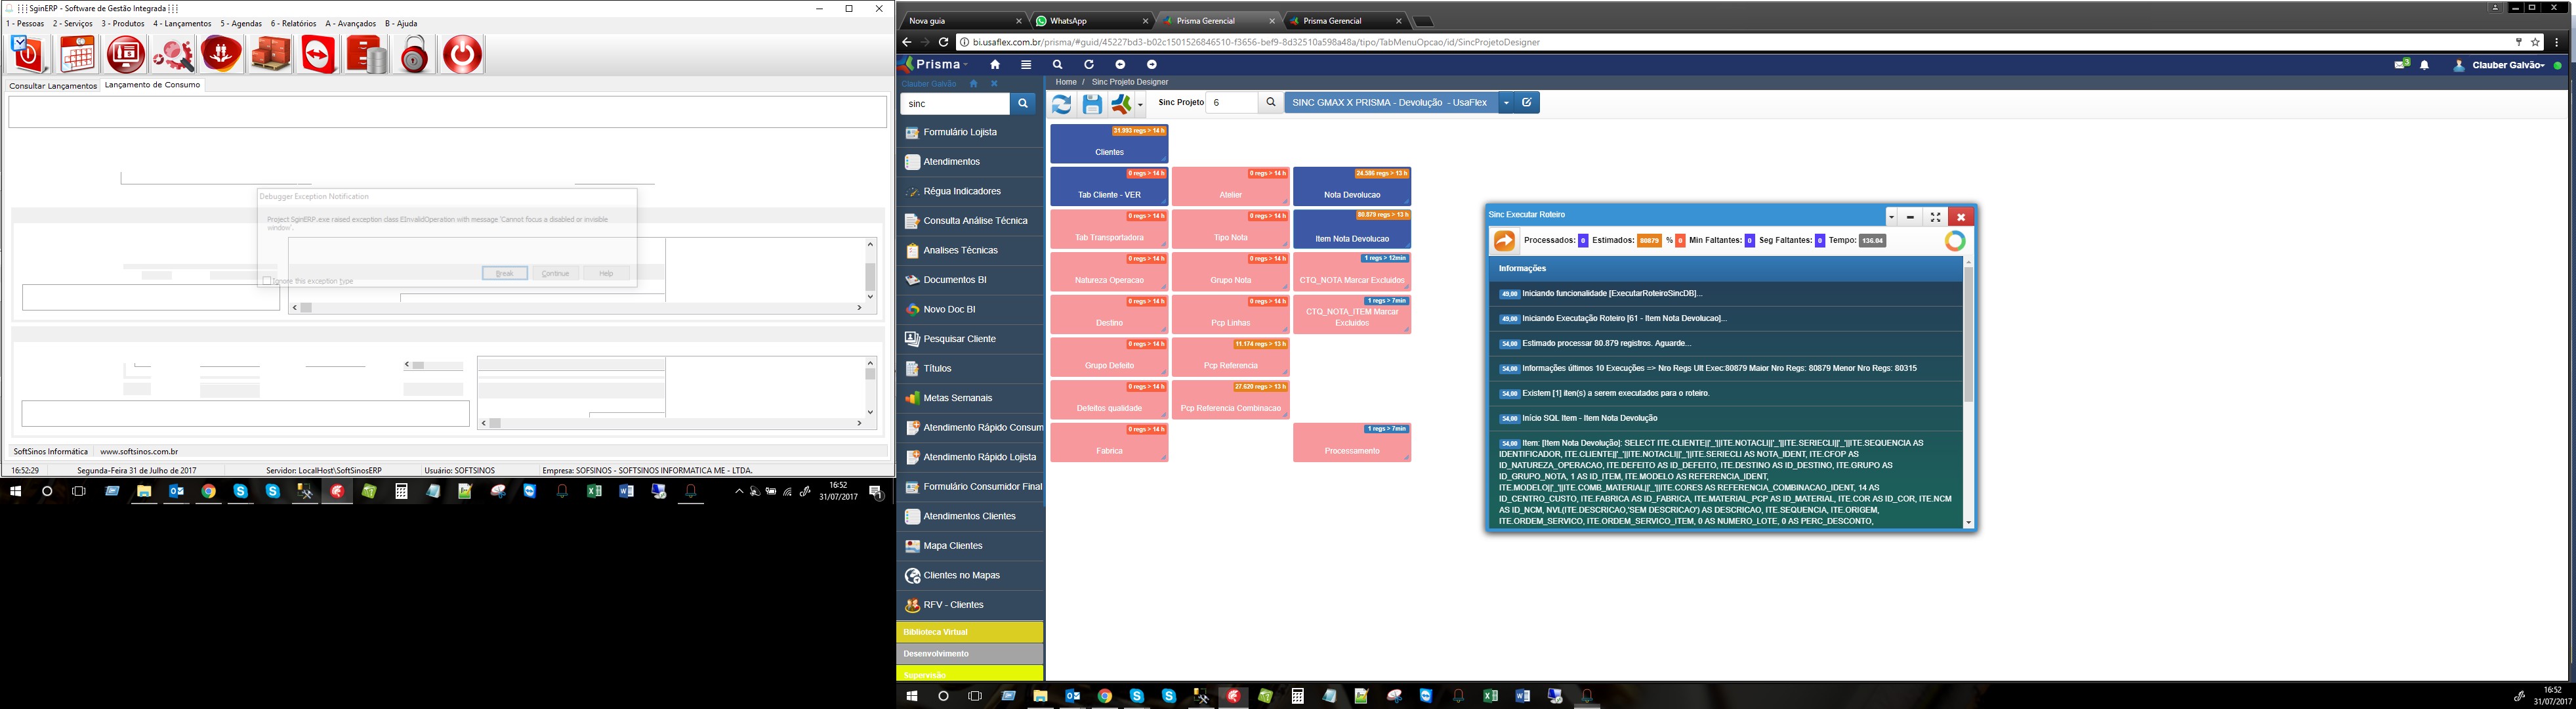 SginERP - Software de Gestão Integrada
1 - Pessoas 2 - Serviços 3 - Produtos 4 - Lançamentos 5 - Agendas 6 - Relatórios A - Avançados B - Ajuda
Consultar Lançamentos Lançamento de Consumo
Debugger Exception Notification
Project SginERP.exe raised exception class EInvalidOperation with message 'Cannot focus a disabled or invisible
window'.
Break Continue Help
Ignore this exception type
SoftSinos Informática www.softsinos.com.br
16:52:29 Segunda-Feira 31 de Julho de 2017 Servidor: LocalHost\SoftSinosERP Usuário: SOFTSINOS Empresa: SOFSINOS - SOFTSINOS INFORMATICA ME - LTDA.
16:52
31/07/2017
Nova guia WhatsApp Prisma Gerencial Prisma Gerencial
bi.usaflex.com.br/prisma/#guid/45227bd3-b02c1501526846510-f3656-bef9-8d32510a598a48a/tipo/TabMenuOpcao/id/SincProjetoDesigner
Prisma
3 Clauber Galvão
Clauber Galvão
Home / Sinc Projeto Designer
sinc
Sinc Projeto 6 SINC GMAX X PRISMA - Devolução - UsaFlex
Formulário Lojista
Atendimentos
Régua Indicadores
Consulta Análise Técnica
Analises Técnicas
Documentos BI
Novo Doc BI
Pesquisar Cliente
Títulos
Metas Semanais
Atendimento Rápido Consum
Atendimento Rápido Lojista
Formulário Consumidor Final
Atendimentos Clientes
Mapa Clientes
Clientes no Mapas
RFV - Clientes
Biblioteca Virtual
Desenvolvimento
Supervisão
31.993 regs > 14 h
Clientes
0 regs > 14 h 0 regs > 14 h 24.586 regs > 13 h
Tab Cliente - VER Atelier Nota Devolucao
0 regs > 14 h 0 regs > 14 h 80.879 regs > 13 h
Tab Transportadora Tipo Nota Item Nota Devolucao
0 regs > 14 h 0 regs > 14 h 1 regs > 12min
Natureza Operacao Grupo Nota CTQ_NOTA Marcar Excluidos
0 regs > 14 h 0 regs > 14 h 1 regs > 7min
Destino Pcp Linhas CTQ_NOTA_ITEM Marcar
Excluidos
0 regs > 14 h 11.174 regs > 13 h
Grupo Defeito Pcp Referencia
0 regs > 14 h 27.620 regs > 13 h
Defeitos qualidade Pcp Referencia Combinacao
0 regs > 14 h 1 regs > 7min
Fabrica Processamento
Sinc Executar Roteiro
Processados: 0 Estimados: 80879 % 0 Min Faltantes: 0 Seg Faltantes: 0 Tempo: 136.04
Informações
49,00 Iniciando funcionalidade [ExecutarRoteiroSincDB]...
49,00 Iniciando Executação Roteiro [61 - Item Nota Devolucao]...
54,00 Estimado processar 80.879 registros. Aguarde...
54,00 Informações últimos 10 Execuções => Nro Regs Ult Exec:80879 Maior Nro Regs: 80879 Menor Nro Regs: 80315
54,00 Existem [1] iten(s) a serem executados para o roteiro.
54,00 Início SQL Item - Item Nota Devolução
54,00 Item: [Item Nota Devolução]: SELECT ITE.CLIENTE||'_'||ITE.NOTACLI||'_'||ITE.SERIECLI||'_'||ITE.SEQUENCIA AS
IDENTIFICADOR, ITE.CLIENTE||'_'||ITE.NOTACLI||'_'||ITE.SERIECLI AS NOTA_IDENT, ITE.CFOP AS
ID_NATUREZA_OPERACAO, ITE.DEFEITO AS ID_DEFEITO, ITE.DESTINO AS ID_DESTINO, ITE.GRUPO AS
ID_GRUPO_NOTA, 1 AS ID_ITEM, ITE.MODELO AS REFERENCIA_IDENT,
ITE.MODELO||'_'||ITE.COMB_MATERIAL||'_'||ITE.CORES AS REFERENCIA_COMBINACAO_IDENT, 14 AS
ID_CENTRO_CUSTO, ITE.FABRICA AS ID_FABRICA, ITE.MATERIAL_PCP AS ID_MATERIAL, ITE.COR AS ID_COR, ITE.NCM
AS ID_NCM, NVL(ITE.DESCRICAO,'SEM DESCRICAO') AS DESCRICAO, ITE.SEQUENCIA, ITE.ORIGEM,
ITE.ORDEM_SERVICO, ITE.ORDEM_SERVICO_ITEM, 0 AS NUMERO_LOTE, 0 AS PERC_DESCONTO,
16:52
31/07/2017